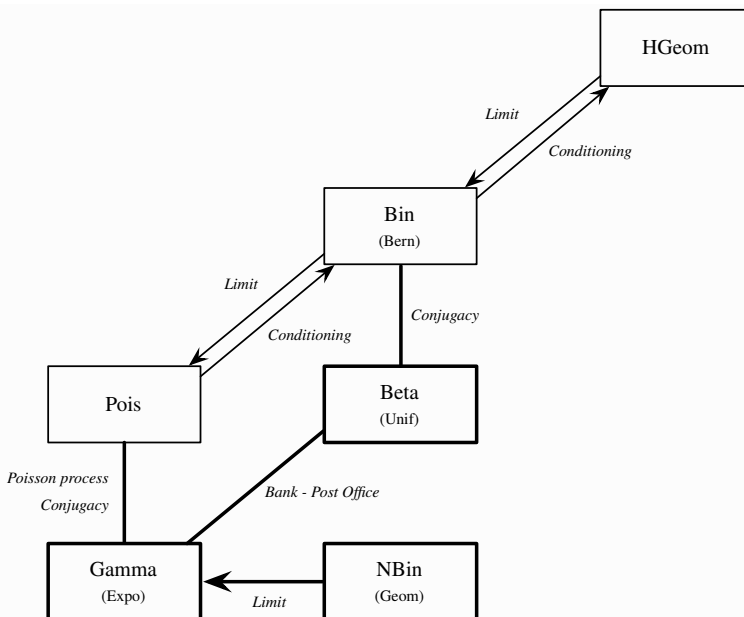 HGeom
Limit
Conditioning
Bin
(Bern)
Limit
Conditioning
Conjugacy
Pois
Beta
(Unif)
Poisson process
Conjugacy
Bank - Post Office
Gamma
(Expo)
Limit
NBin
(Geom)